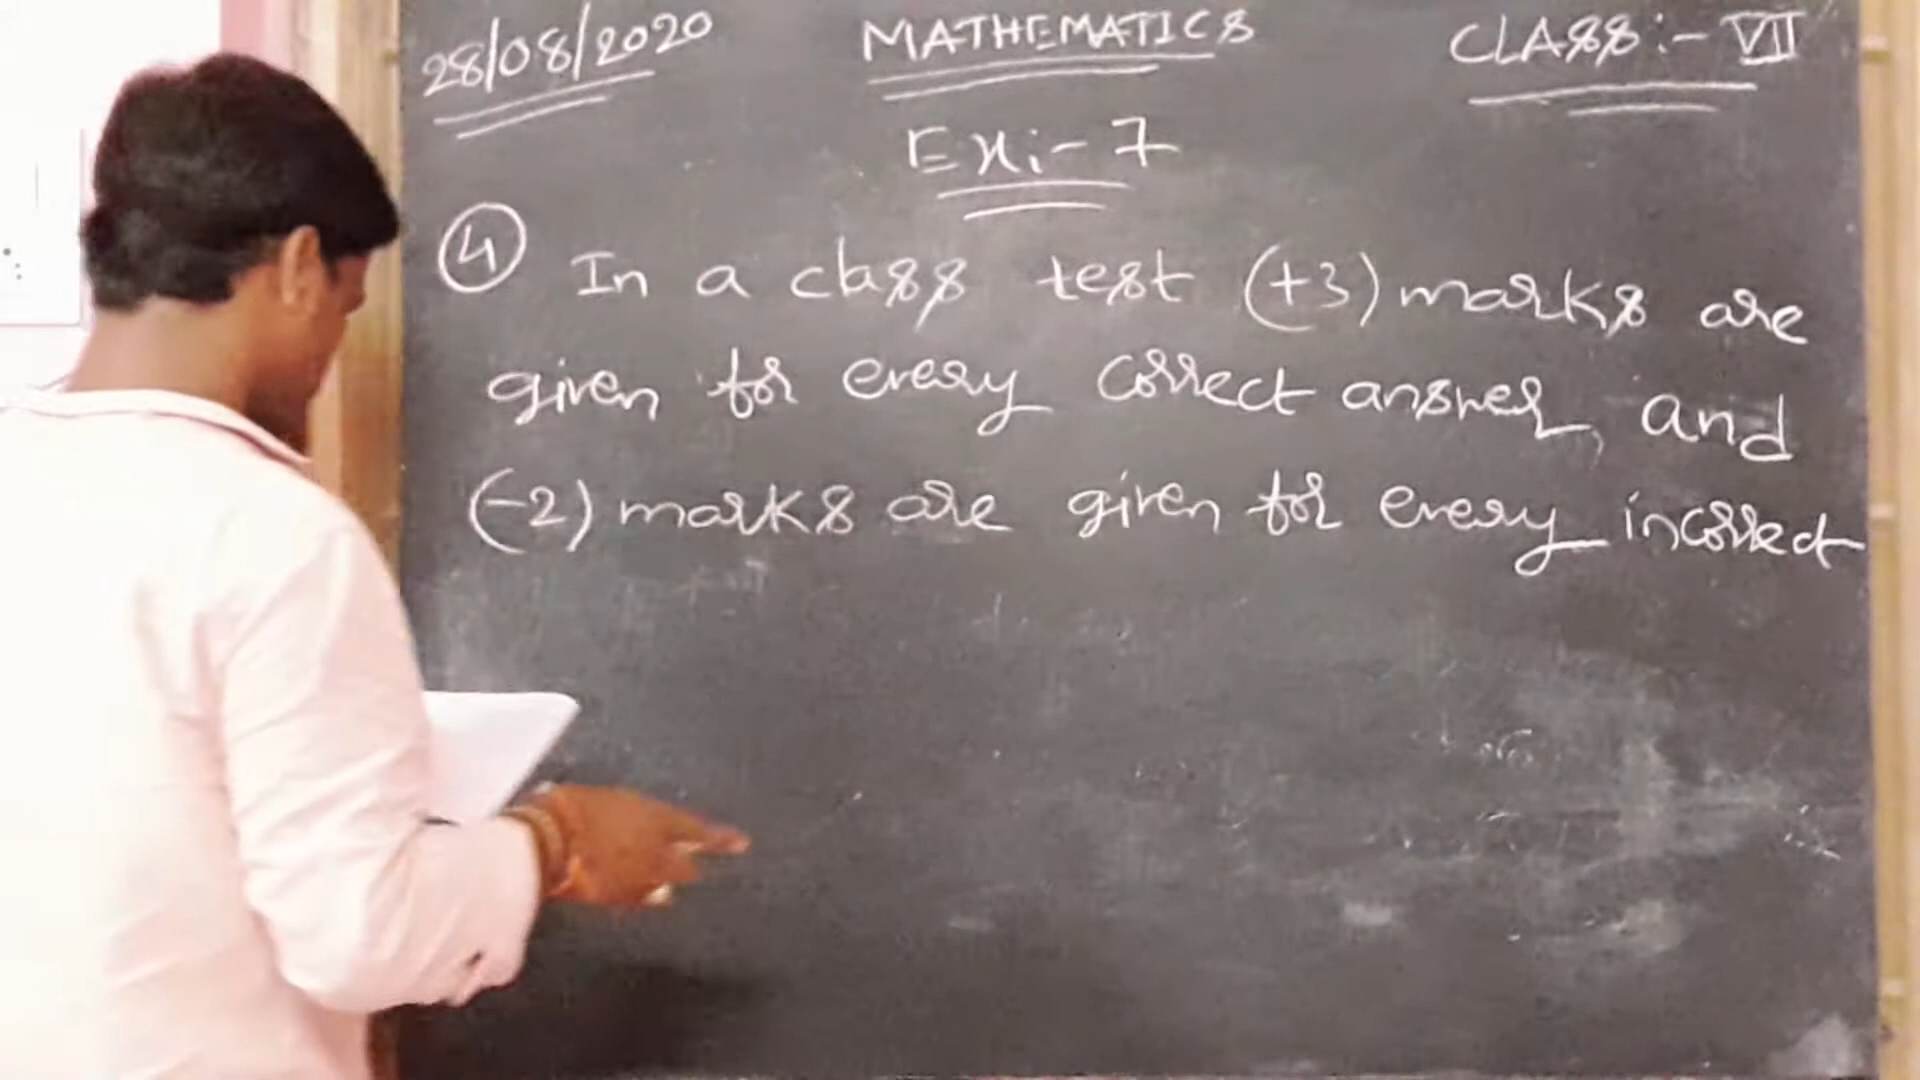 28/08/2020 MATHEMATICS CLASS:- VII
Ex:- 7
4 In a class test (+3) marks are
given for every correct answer, and
(-2) marks are given for every incorrect